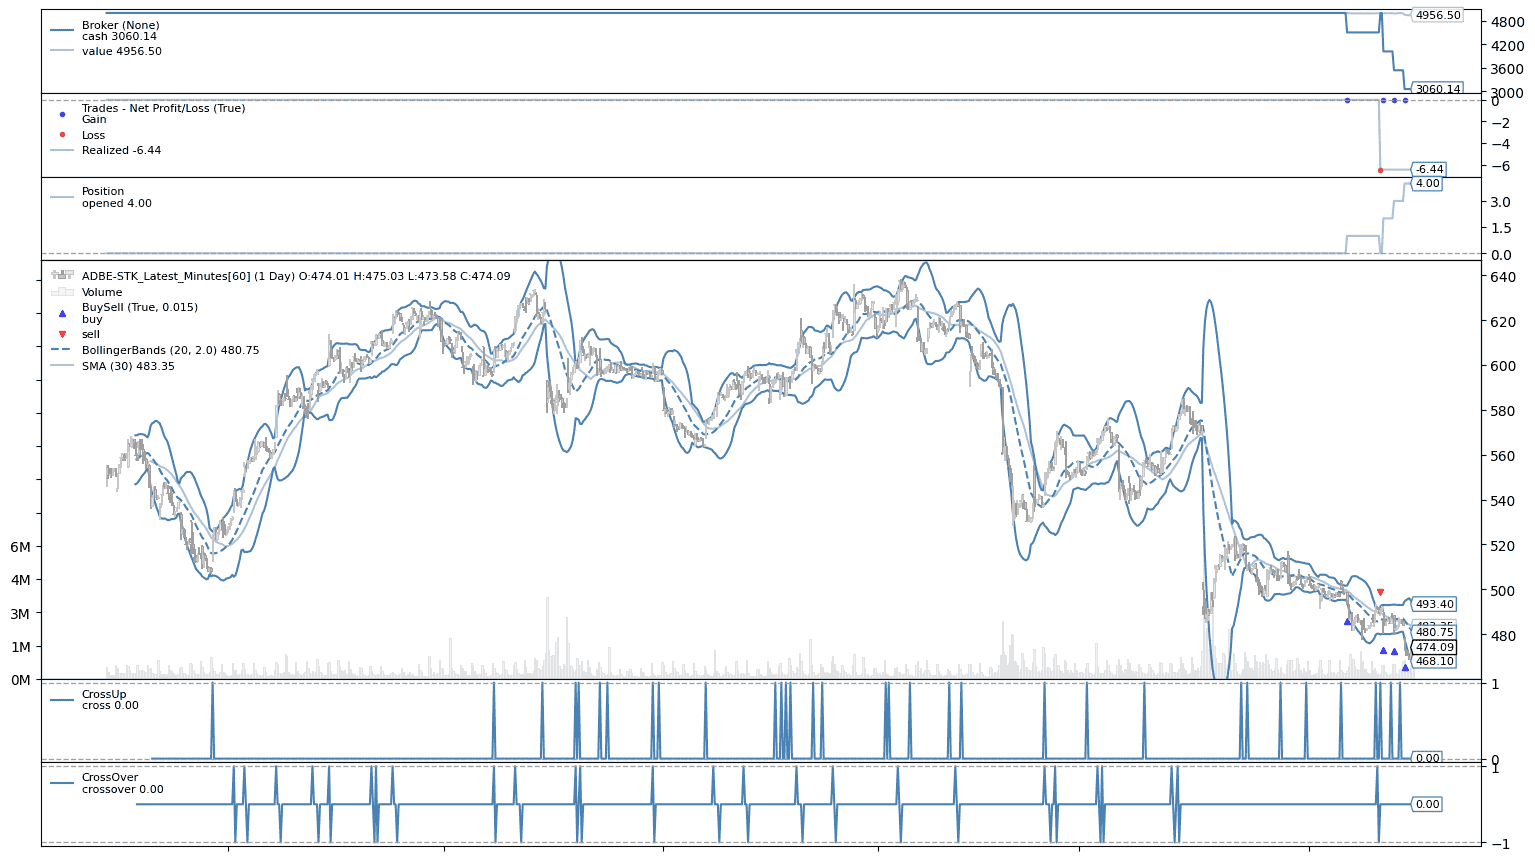 Broker (None)
cash 3060.14
value 4956.50
4956.50
4800
4200
3600
3060.14
3000
Trades - Net Profit/Loss (True)
Gain
Loss
Realized -6.44
0
−2
−4
−6
-6.44
Position
opened 4.00
4.00
3.0
1.5
0.0
ADBE-STK_Latest_Minutes[60] (1 Day) O:474.01 H:475.03 L:473.58 C:474.09
Volume
BuySell (True, 0.015)
buy
sell
BollingerBands (20, 2.0) 480.75
SMA (30) 483.35
640
620
600
580
560
540
520
500
480
493.40
480.75
474.09
468.10
6M
4M
3M
1M
0M
CrossUp
cross 0.00
1
0.00
0
CrossOver
crossover 0.00
1
0.00
−1